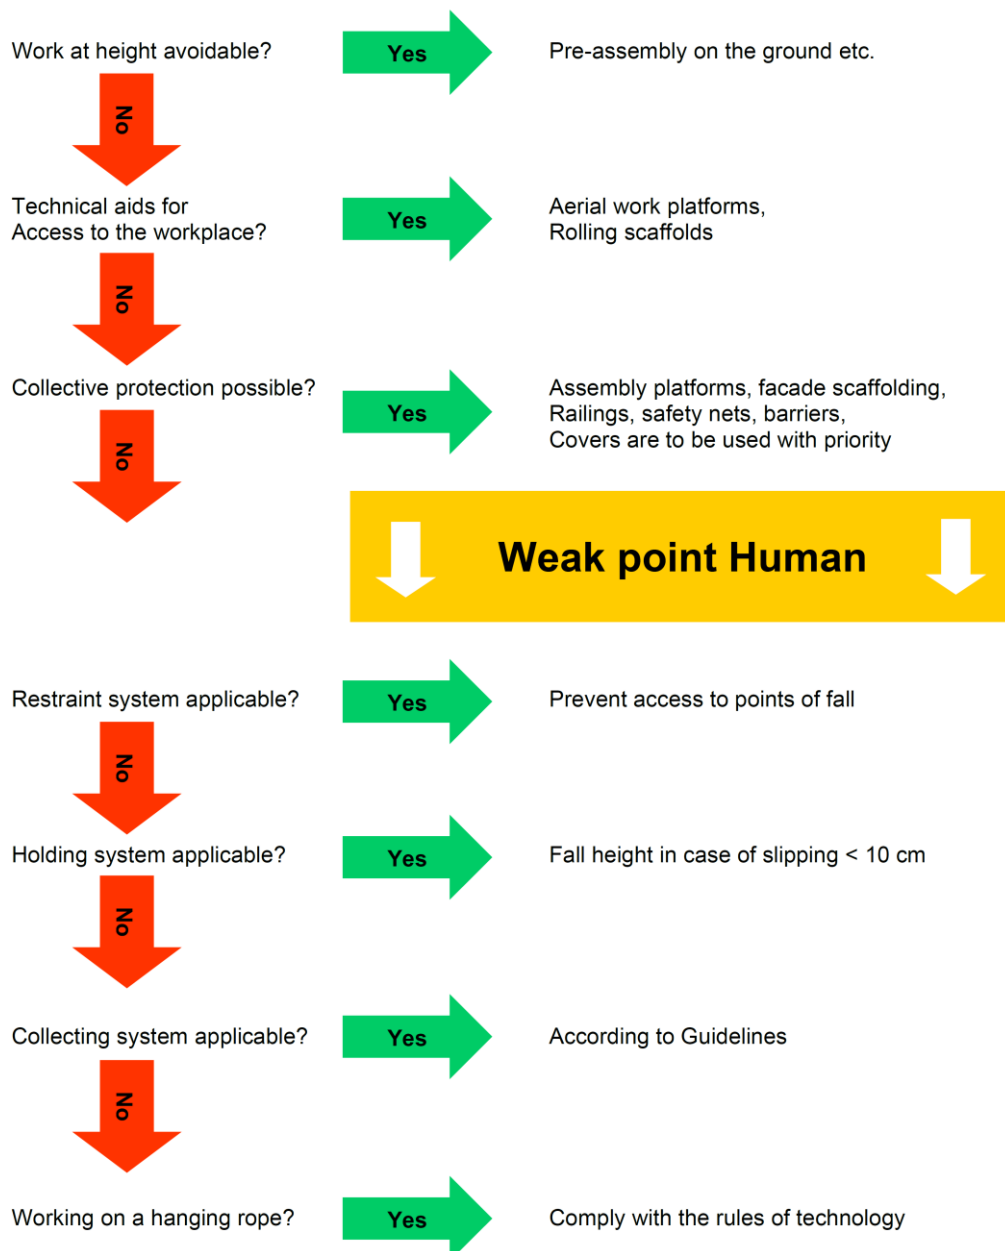 Work at height avoidable?
Yes
Pre-assembly on the ground etc.
No
Technical aids for
Access to the workplace?
Yes
Aerial work platforms,
Rolling scaffolds
No
Collective protection possible?
Yes
Assembly platforms, facade scaffolding,
Railings, safety nets, barriers,
Covers are to be used with priority
No
Weak point Human
Restraint system applicable?
Yes
Prevent access to points of fall
No
Holding system applicable?
Yes
Fall height in case of slipping < 10 cm
No
Collecting system applicable?
Yes
According to Guidelines
No
Working on a hanging rope?
Yes
Comply with the rules of technology